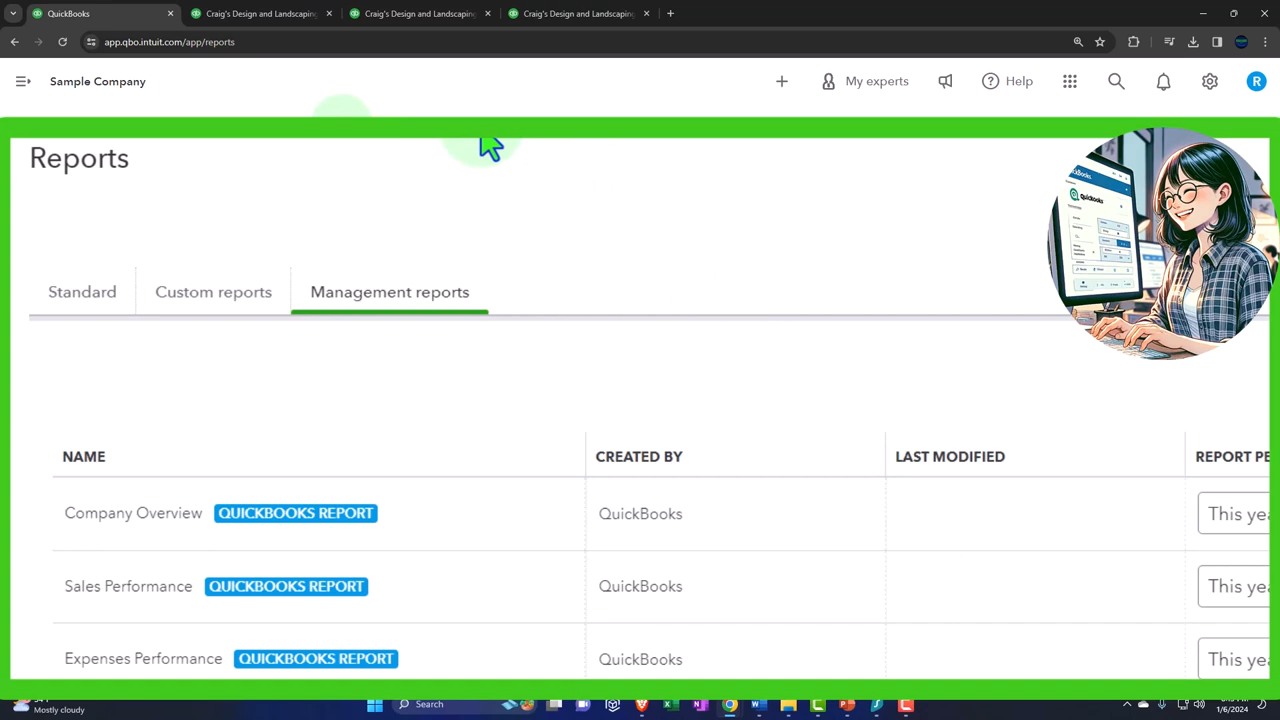 QuickBooks
Craig's Design and Landscaping
Craig's Design and Landscaping
Craig's Design and Landscaping
app.qbo.intuit.com/app/reports
Sample Company
My experts
Help
R
Reports
Standard
Custom reports
Management reports
NAME
CREATED BY
LAST MODIFIED
REPORT PE
Company Overview QUICKBOOKS REPORT
QuickBooks
This yea
Sales Performance QUICKBOOKS REPORT
QuickBooks
This yea
Expenses Performance QUICKBOOKS REPORT
QuickBooks
This yea
Mostly cloudy
Search
1/6/2024